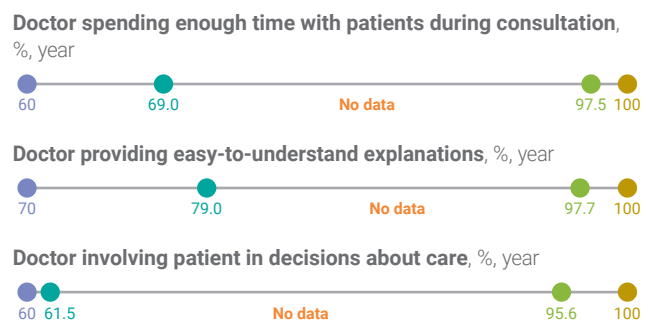 Doctor spending enough time with patients during consultation,
%, year
60 69.0 No data 97.5 100
Doctor providing easy-to-understand explanations, %, year
70 79.0 No data 97.7 100
Doctor involving patient in decisions about care, %, year
60 61.5 No data 95.6 100